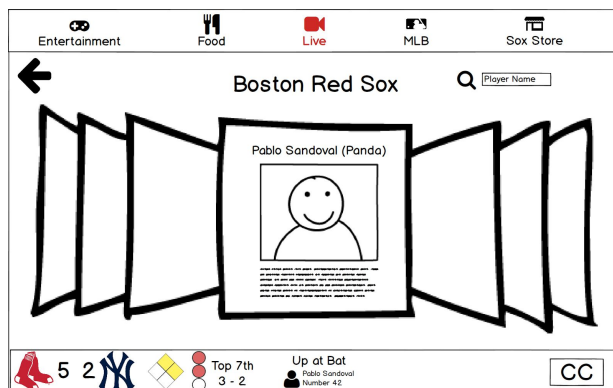 Entertainment
Food
Live
MLB
Sox Store
Boston Red Sox
Player Name
Pablo Sandoval (Panda)
5 2
Top 7th
3 - 2
Up at Bat
Pablo Sandoval
Number 42
CC